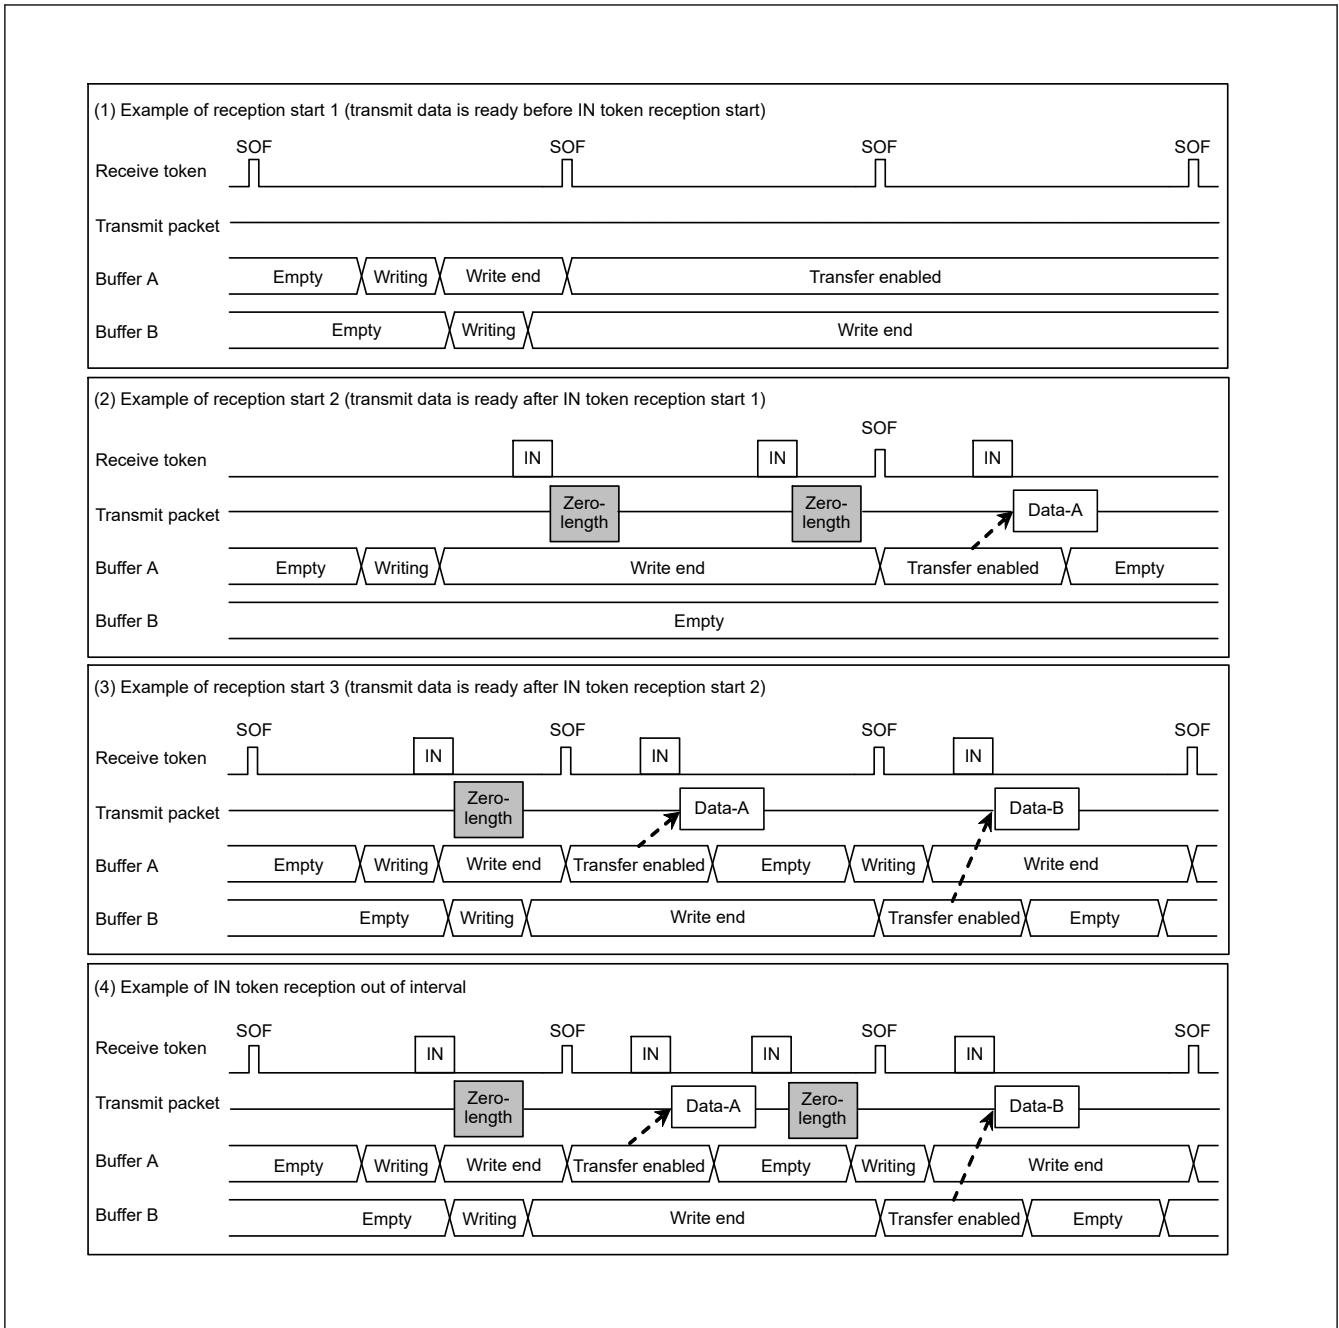 (1) Example of reception start 1 (transmit data is ready before IN token reception start)
SOF SOF SOF SOF
Receive token
Transmit packet
Buffer A Empty Writing Write end Transfer enabled
Buffer B Empty Writing Write end
(2) Example of reception start 2 (transmit data is ready after IN token reception start 1)
SOF
Receive token IN IN IN
Transmit packet Zero-length Zero-length Data-A
Buffer A Empty Writing Write end Transfer enabled Empty
Buffer B Empty
(3) Example of reception start 3 (transmit data is ready after IN token reception start 2)
SOF SOF SOF SOF
Receive token IN IN IN
Transmit packet Zero-length Data-A Data-B
Buffer A Empty Writing Write end Transfer enabled Empty Writing Write end
Buffer B Empty Writing Write end Transfer enabled Empty
(4) Example of IN token reception out of interval
SOF SOF SOF SOF
Receive token IN IN IN IN
Transmit packet Zero-length Data-A Zero-length Data-B
Buffer A Empty Writing Write end Transfer enabled Empty Writing Write end
Buffer B Empty Writing Write end Transfer enabled Empty